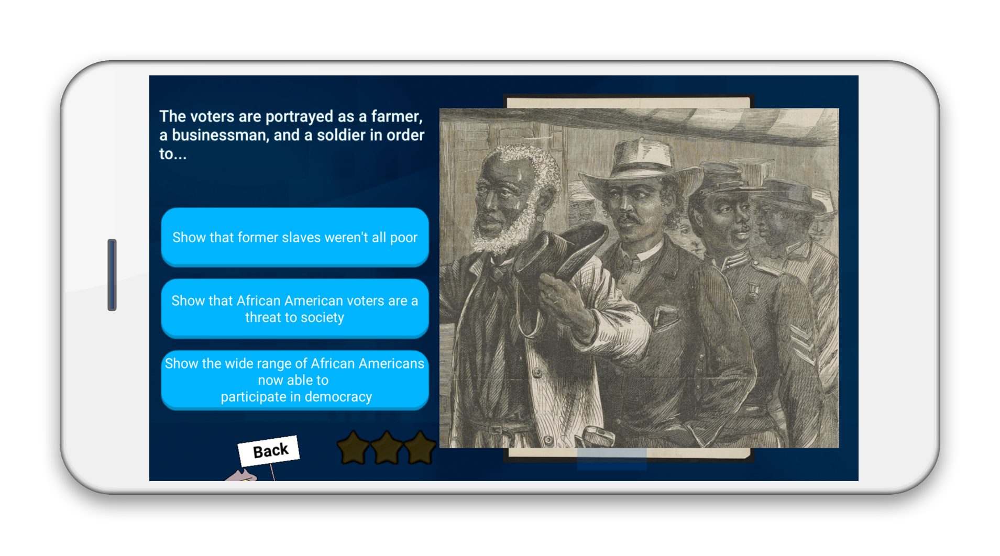 The voters are portrayed as a farmer,
a businessman, and a soldier in order
to...
Show that former slaves weren't all poor
Show that African American voters are a
threat to society
Show the wide range of African Americans
now able to
participate in democracy
Back